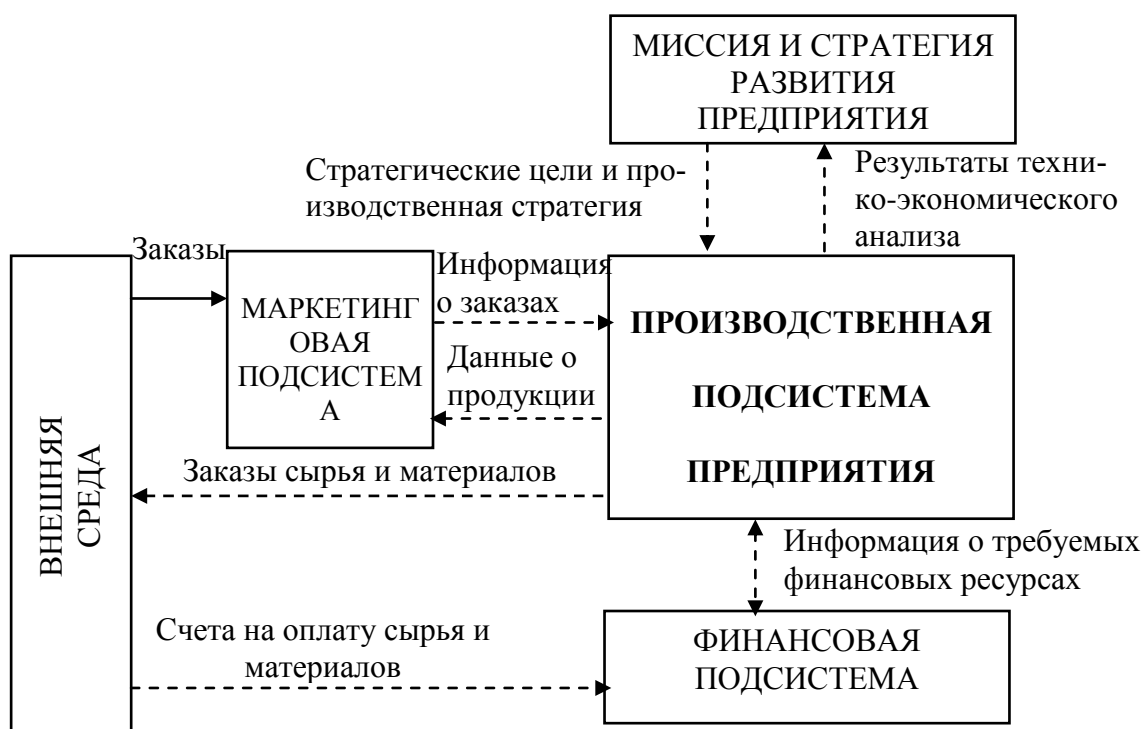 МИССИЯ И СТРАТЕГИЯ
РАЗВИТИЯ
ПРЕДПРИЯТИЯ
Стратегические цели и про-
изводственная стратегия
Результаты техни-
ко-экономического
анализа
Заказы
МАРКЕТИНГ
ОВАЯ
ПОДСИСТЕМ
А
Информация
о заказах
Данные о
продукции
ПРОИЗВОДСТВЕННАЯ
ПОДСИСТЕМА
ПРЕДПРИЯТИЯ
Заказы сырья и материалов
ВНЕШНЯЯ
СРЕДА
Информация о требуемых
финансовых ресурсах
Счета на оплату сырья и
материалов
ФИНАНСОВАЯ
ПОДСИСТЕМА